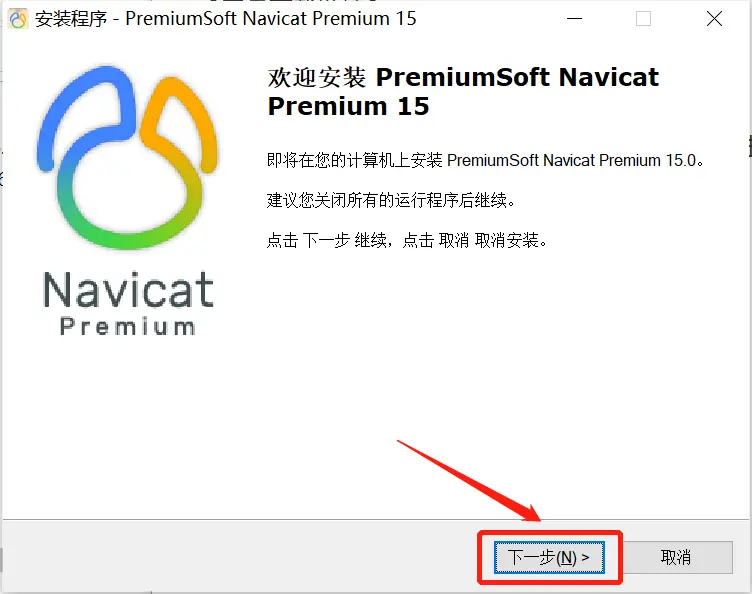 安装程序 - PremiumSoft Navicat Premium 15
欢迎安装 PremiumSoft Navicat
Premium 15
即将在您的计算机上安装 PremiumSoft Navicat Premium 15.0。
建议您关闭所有的运行程序后继续。
点击 下一步 继续，点击 取消 取消安装。
Navicat
Premium
下一步(N) >
取消